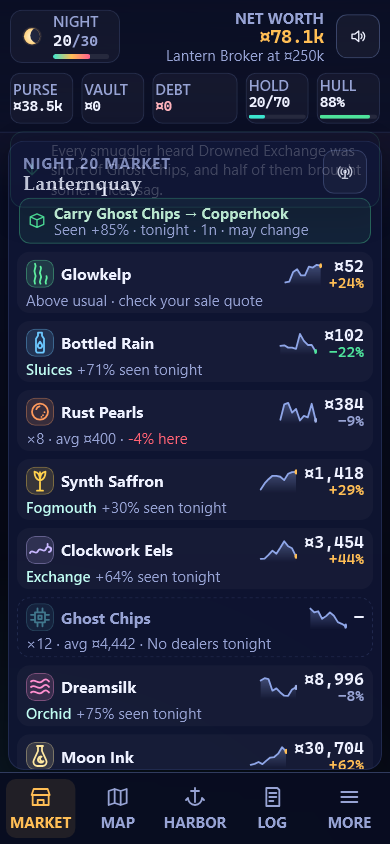 NIGHT
20/30
NET WORTH
¤78.1k
Lantern Broker at ¤250k
PURSE
¤38.5k
VAULT
¤0
DEBT
¤0
HOLD
20/70
HULL
88%
Every smuggler heard Drowned Exchange was
short of Ghost Chips, and half of them brought
some. Prices sag.
NIGHT 20 MARKET
Lanternquay
Carry Ghost Chips → Copperhook
Seen +85% · tonight · 1n · may change
Glowkelp
¤52
+24%
Above usual · check your sale quote
Bottled Rain
¤102
−22%
Sluices +71% seen tonight
Rust Pearls
¤384
−9%
×8 · avg ¤400 · -4% here
Synth Saffron
¤1,418
+29%
Fogmouth +30% seen tonight
Clockwork Eels
¤3,454
+44%
Exchange +64% seen tonight
Ghost Chips
—
×12 · avg ¤4,442 · No dealers tonight
Dreamsilk
¤8,996
−8%
Orchid +75% seen tonight
Moon Ink
¤30,704
+62%
MARKET
MAP
HARBOR
LOG
MORE